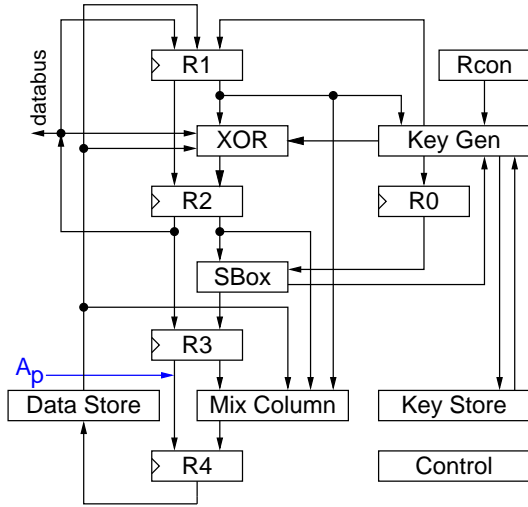 R1
Rcon
databus
XOR
Key Gen
R2
R0
SBox
R3
Ap
Data Store
Mix Column
Key Store
R4
Control